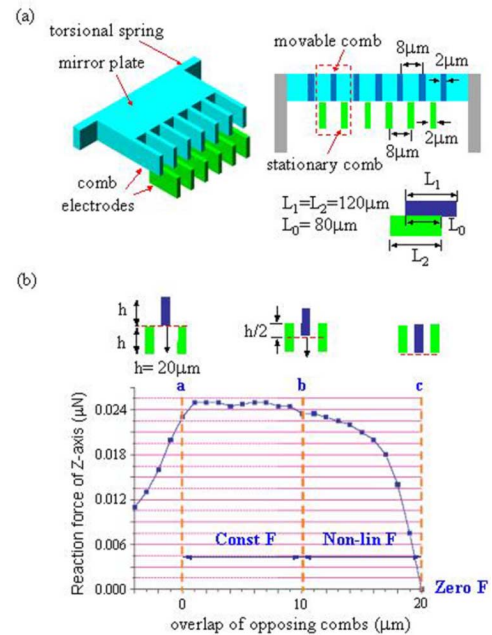 (a)
torsional spring
mirror plate
comb
electrodes
movable comb
8μm
2μm
8μm
2μm
stationary comb
L1=L2=120μm
L0= 80μm
L1
L0
L2
(b)
h
h
h= 20μm
h/2
a
b
c
Reaction force of Z-axis (μN)
0.024
0.018
0.012
0.006
0.000
Const F
Non-lin F
Zero F
0
10
20
overlap of opposing combs (μm)